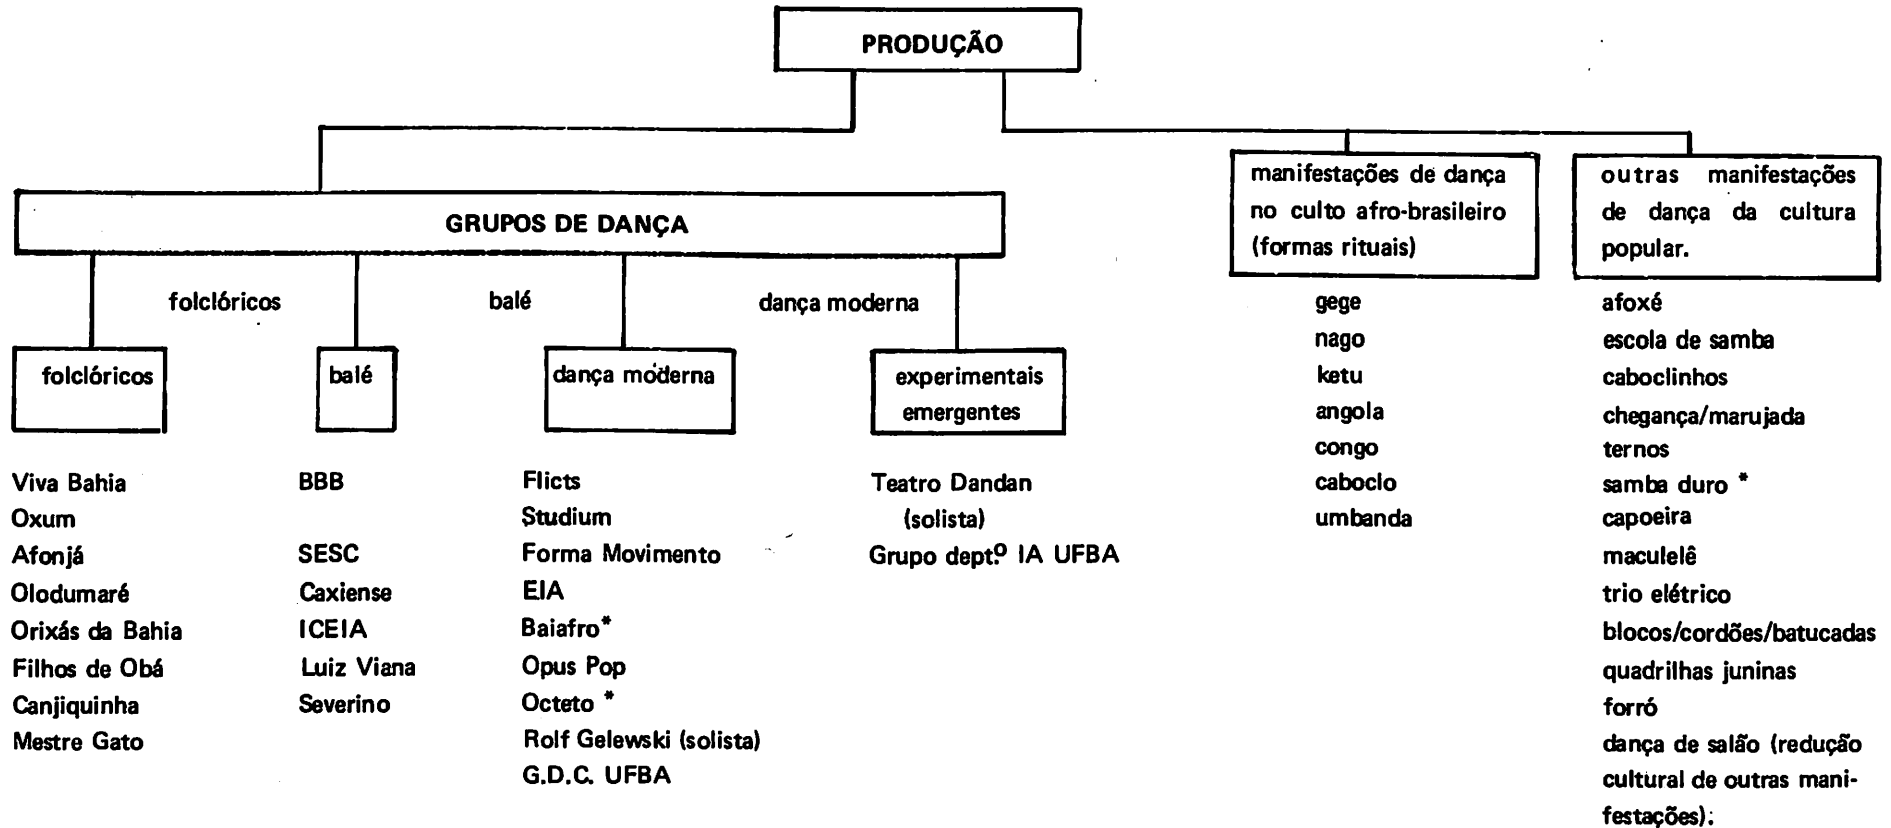 PRODUÇÃO
GRUPOS DE DANÇA
folclóricos
balé
dança moderna
folclóricos
Viva Bahia
Oxum
Afonjá
Olodumaré
Orixás da Bahia
Filhos de Obá
Canjiquinha
Mestre Gato
balé
BBB
SESC
Caxiense
ICEIA
Luiz Viana
Severino
dança moderna
Flicts
Studium
Forma Movimento
EIA
Baiafro*
Opus Pop
Octeto *
Rolf Gelewski (solista)
G.D.C. UFBA
experimentais
emergentes
Teatro Dandan
(solista)
Grupo dept.º IA UFBA
manifestações de dança
no culto afro-brasileiro
(formas rituais)
gege
nago
ketu
angola
congo
caboclo
umbanda
outras manifestações
de dança da cultura
popular.
afoxé
escola de samba
caboclinhos
chegança/marujada
ternos
samba duro *
capoeira
maculelê
trio elétrico
blocos/cordões/batucadas
quadrilhas juninas
forró
dança de salão (redução
cultural de outras mani-
festações).